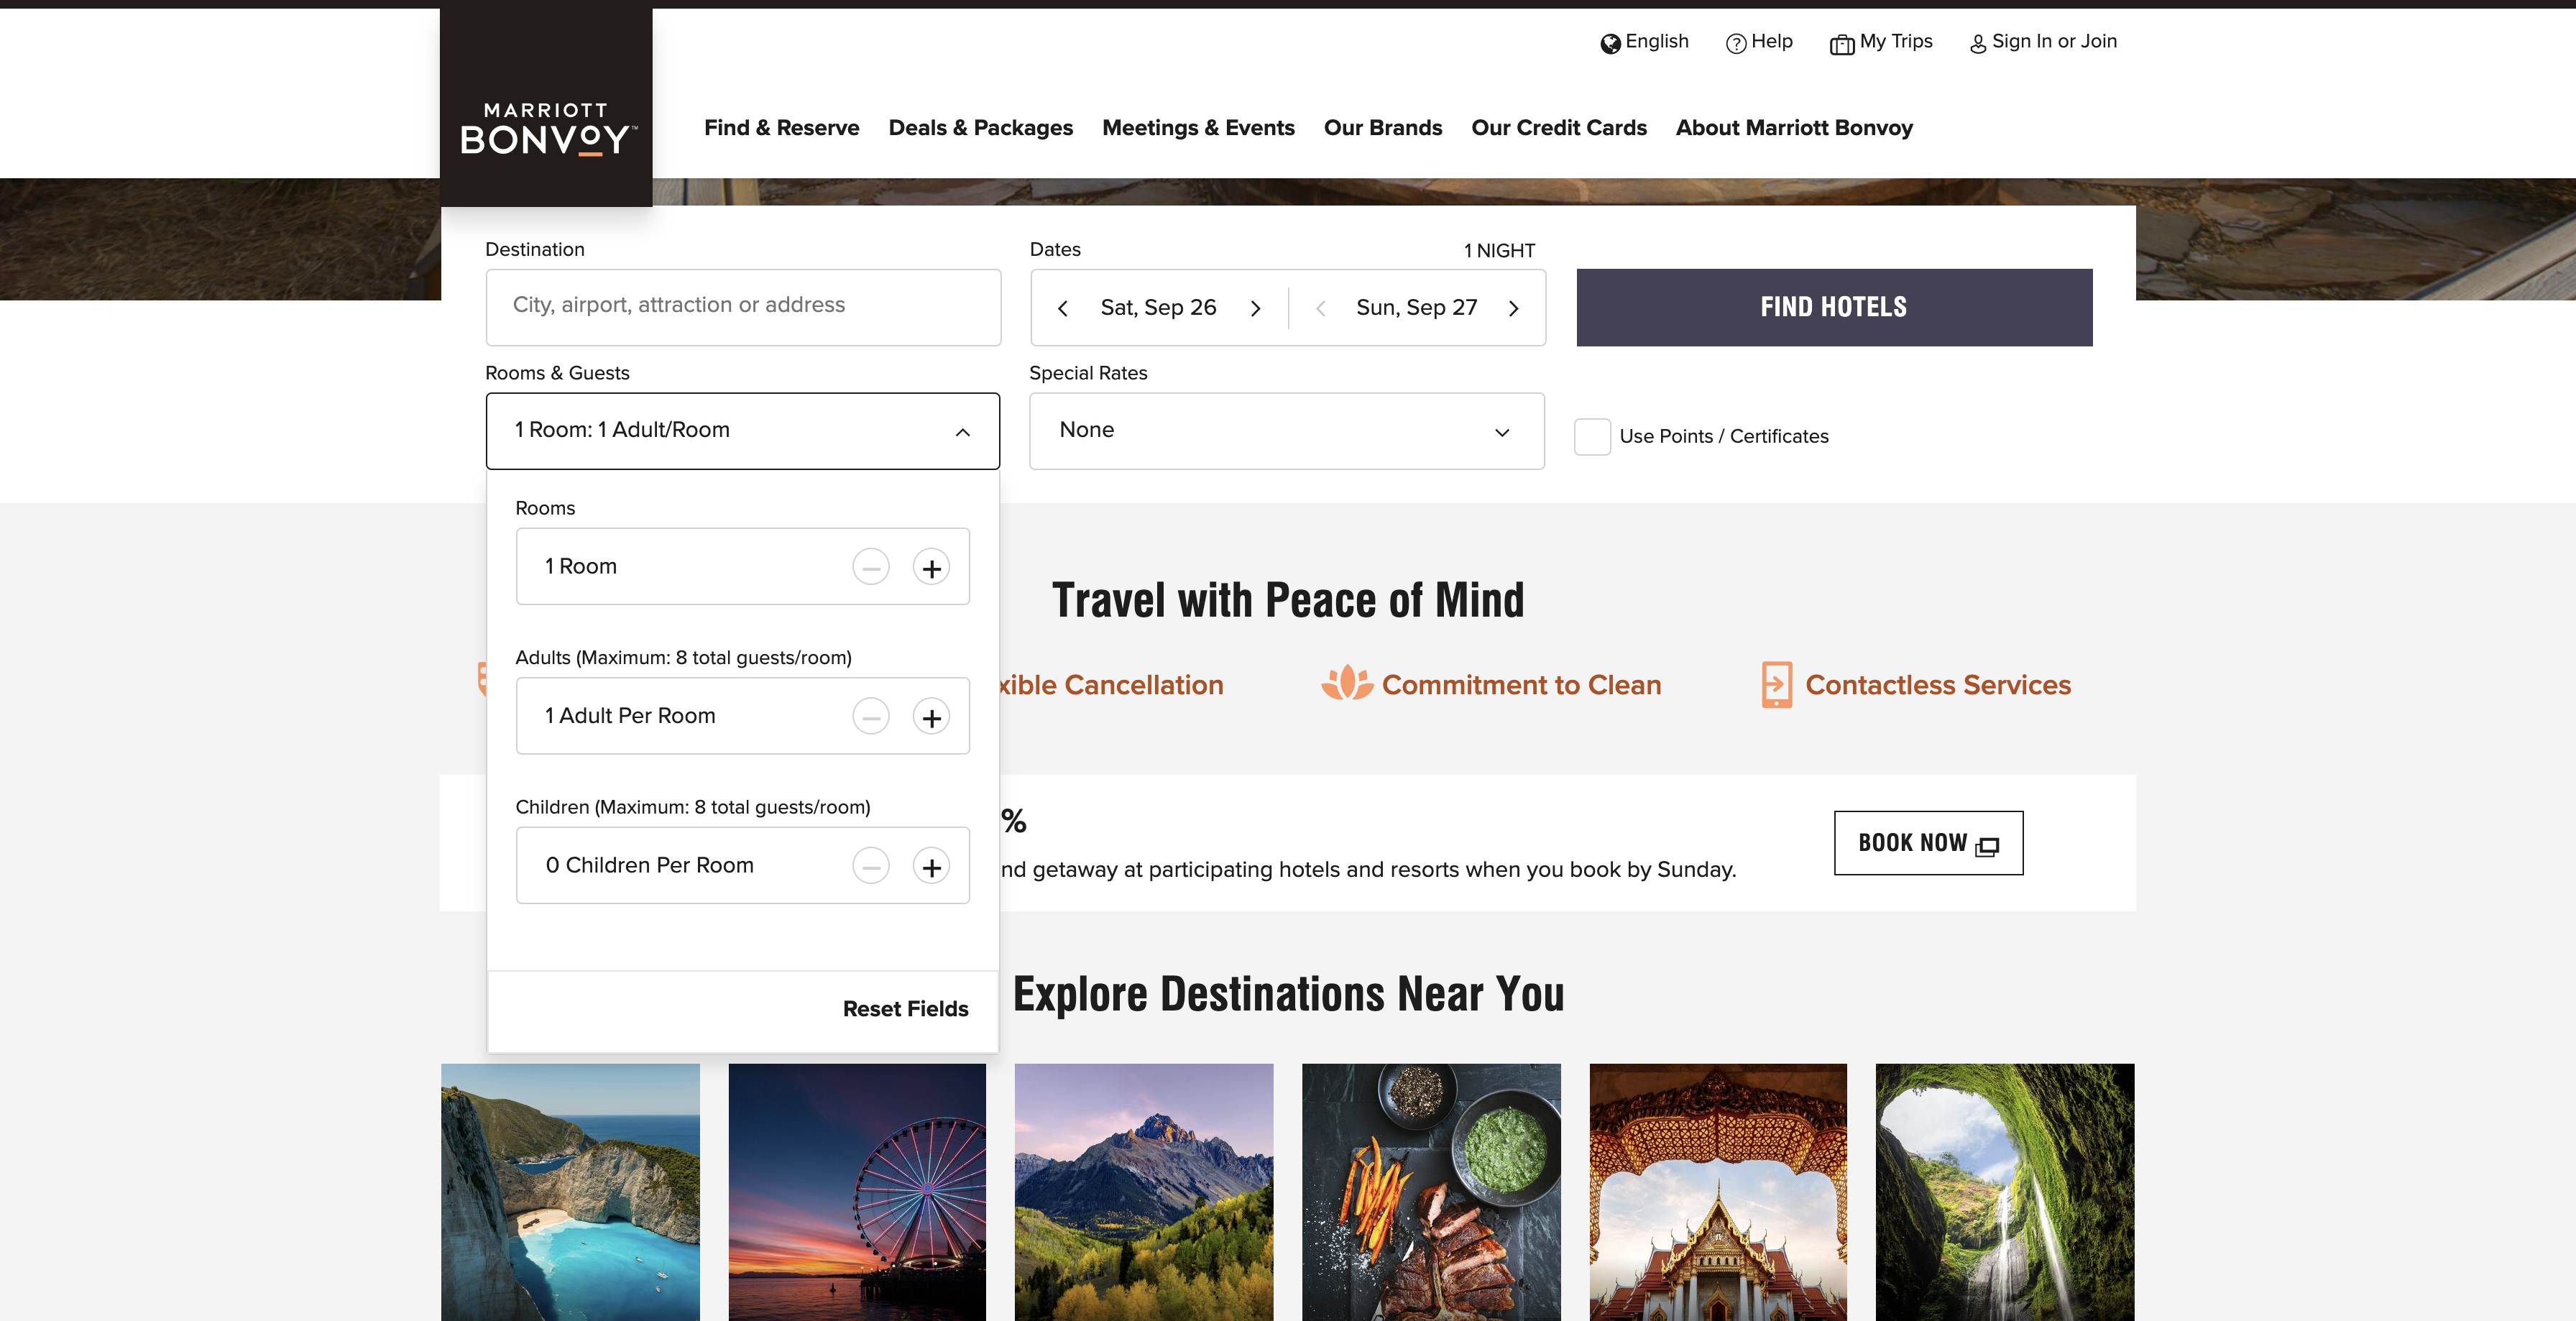 English
Help
My Trips
Sign In or Join
MARRIOTT
BONVOY™
Find & Reserve
Deals & Packages
Meetings & Events
Our Brands
Our Credit Cards
About Marriott Bonvoy
Destination
City, airport, attraction or address
Dates
1 NIGHT
Sat, Sep 26
Sun, Sep 27
FIND HOTELS
Rooms & Guests
1 Room: 1 Adult/Room
Special Rates
None
Use Points / Certificates
Rooms
1 Room
Adults (Maximum: 8 total guests/room)
1 Adult Per Room
Children (Maximum: 8 total guests/room)
0 Children Per Room
Reset Fields
Travel with Peace of Mind
xible Cancellation
Commitment to Clean
Contactless Services
%
nd getaway at participating hotels and resorts when you book by Sunday.
BOOK NOW
Explore Destinations Near You